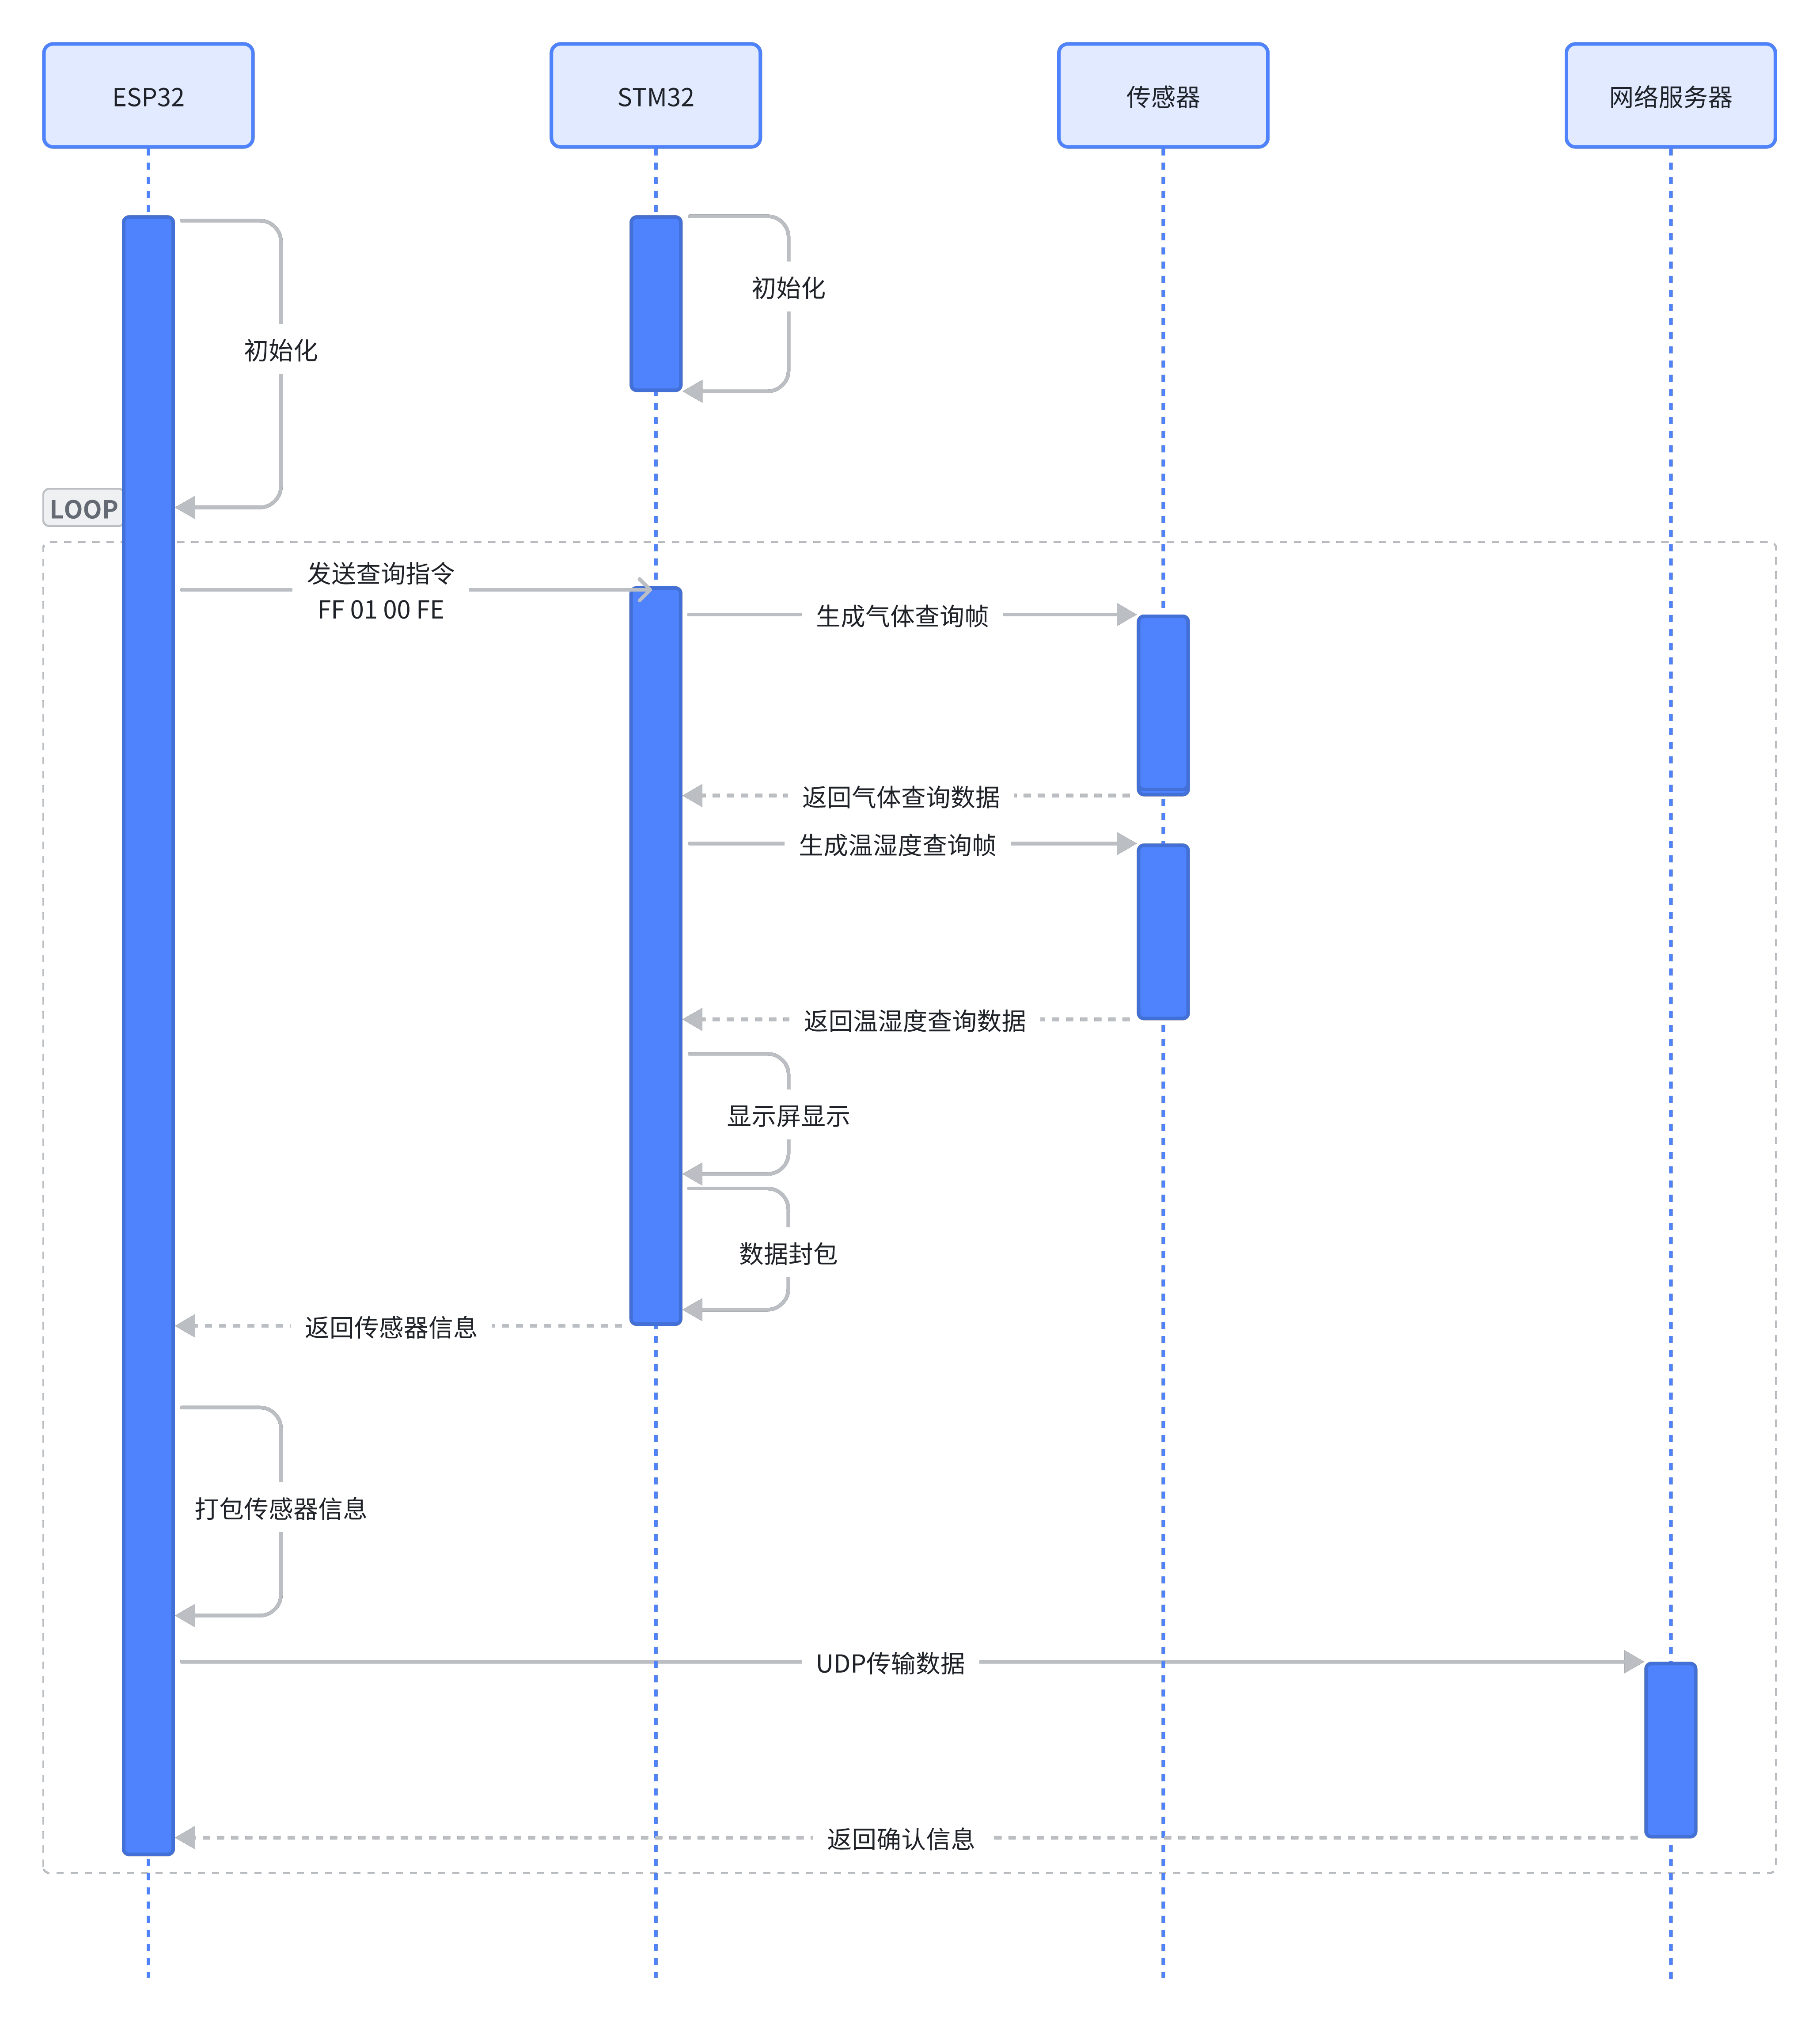 ESP32
STM32
传感器
网络服务器
初始化
初始化
LOOP
发送查询指令
FF 01 00 FE
生成气体查询帧
返回气体查询数据
生成温湿度查询帧
返回温湿度查询数据
显示屏显示
数据封包
返回传感器信息
打包传感器信息
UDP传输数据
返回确认信息